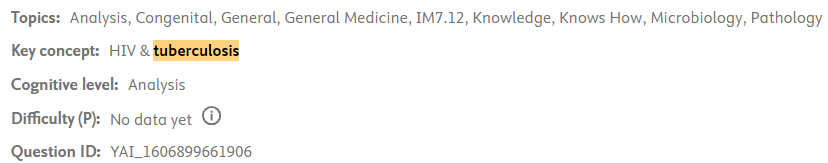 Topics: Analysis, Congenital, General, General Medicine, IM7.12, Knowledge, Knows How, Microbiology, Pathology
Key concept: HIV & tuberculosis
Cognitive level: Analysis
Difficulty (P): No data yet
Question ID: YAI_1606899661906